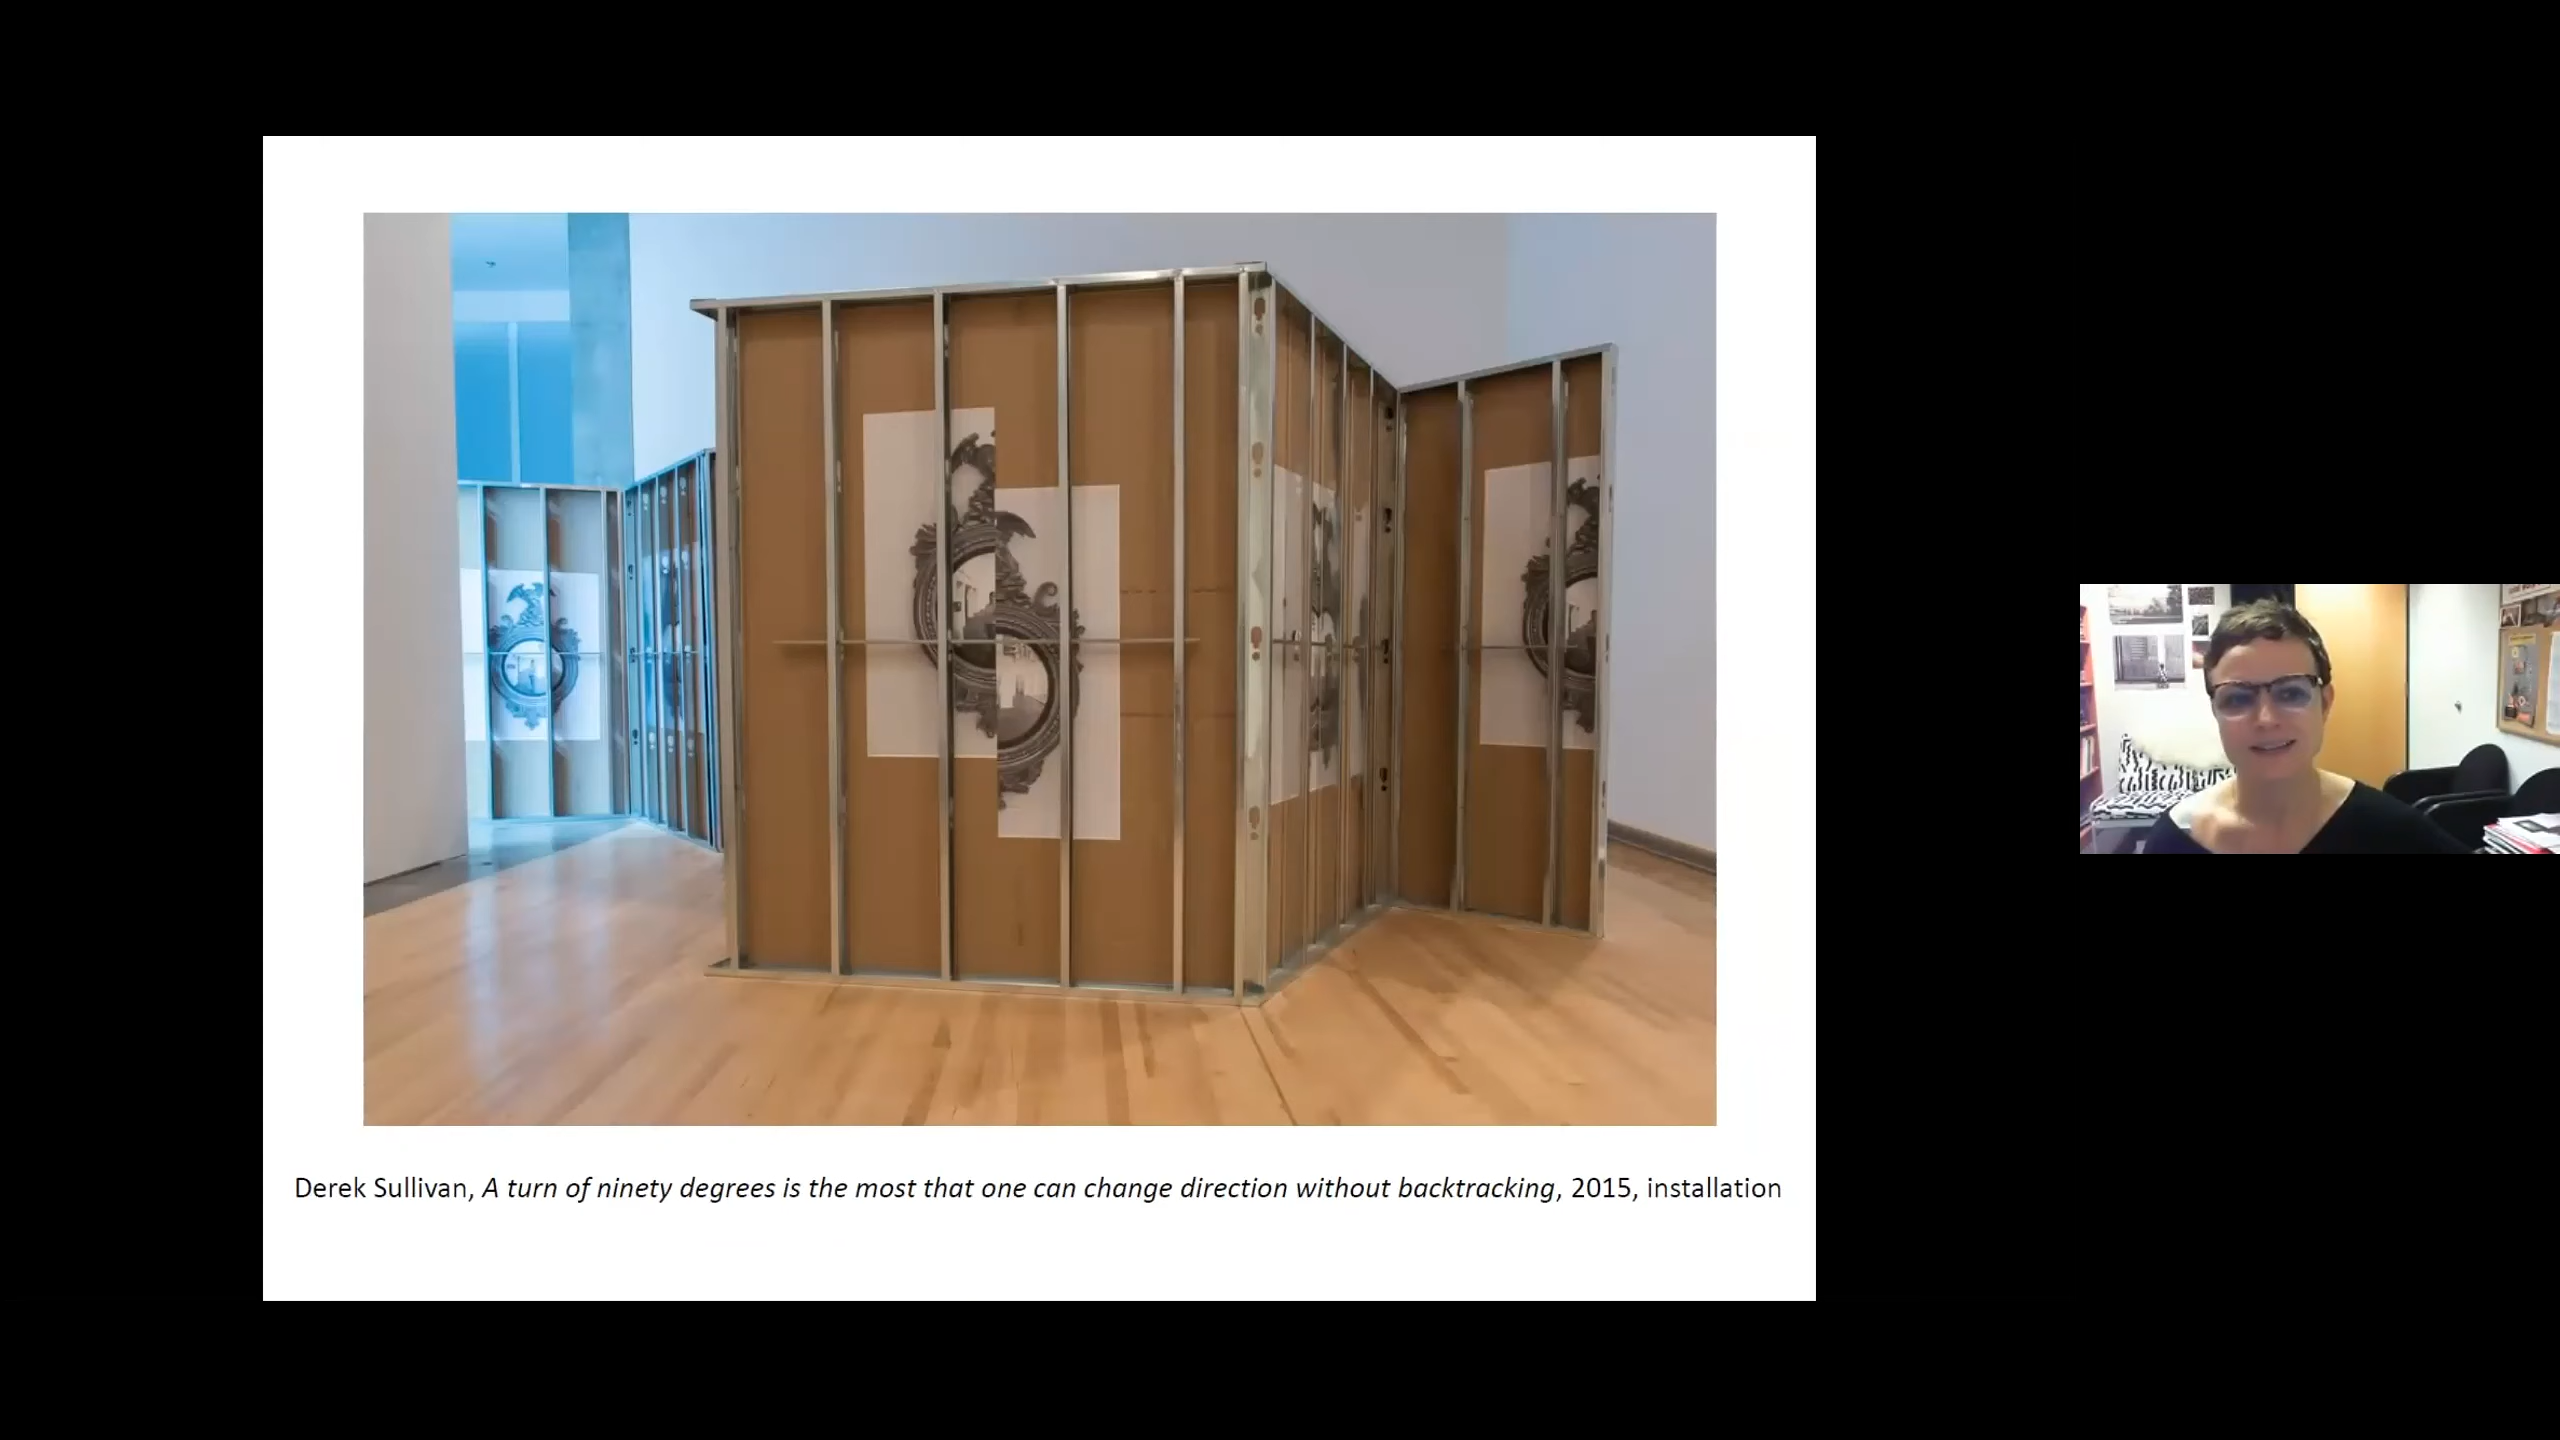 Derek Sullivan, A turn of ninety degrees is the most that one can change direction without backtracking, 2015, installation